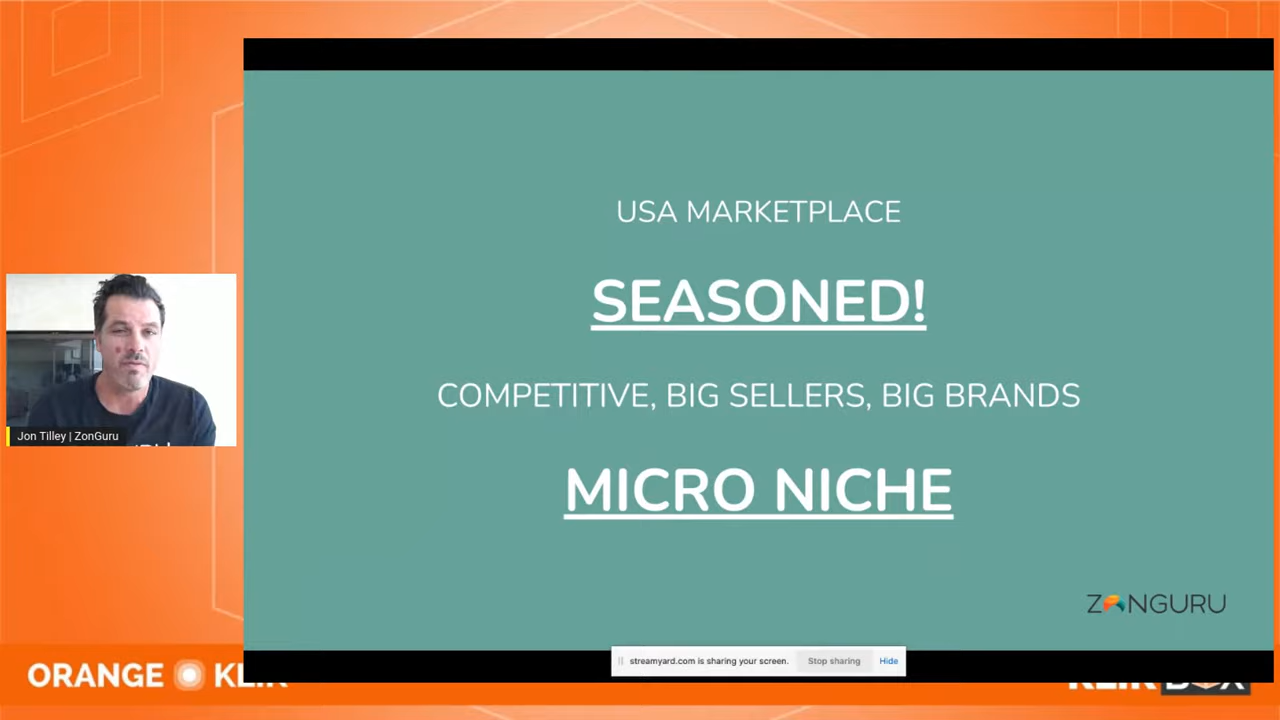 USA MARKETPLACE
SEASONED!
COMPETITIVE, BIG SELLERS, BIG BRANDS
MICRO NICHE
ZONGURU
Jon Tilley | ZonGuru
streamyard.com is sharing your screen. Stop sharing Hide
ORANGE KLIK